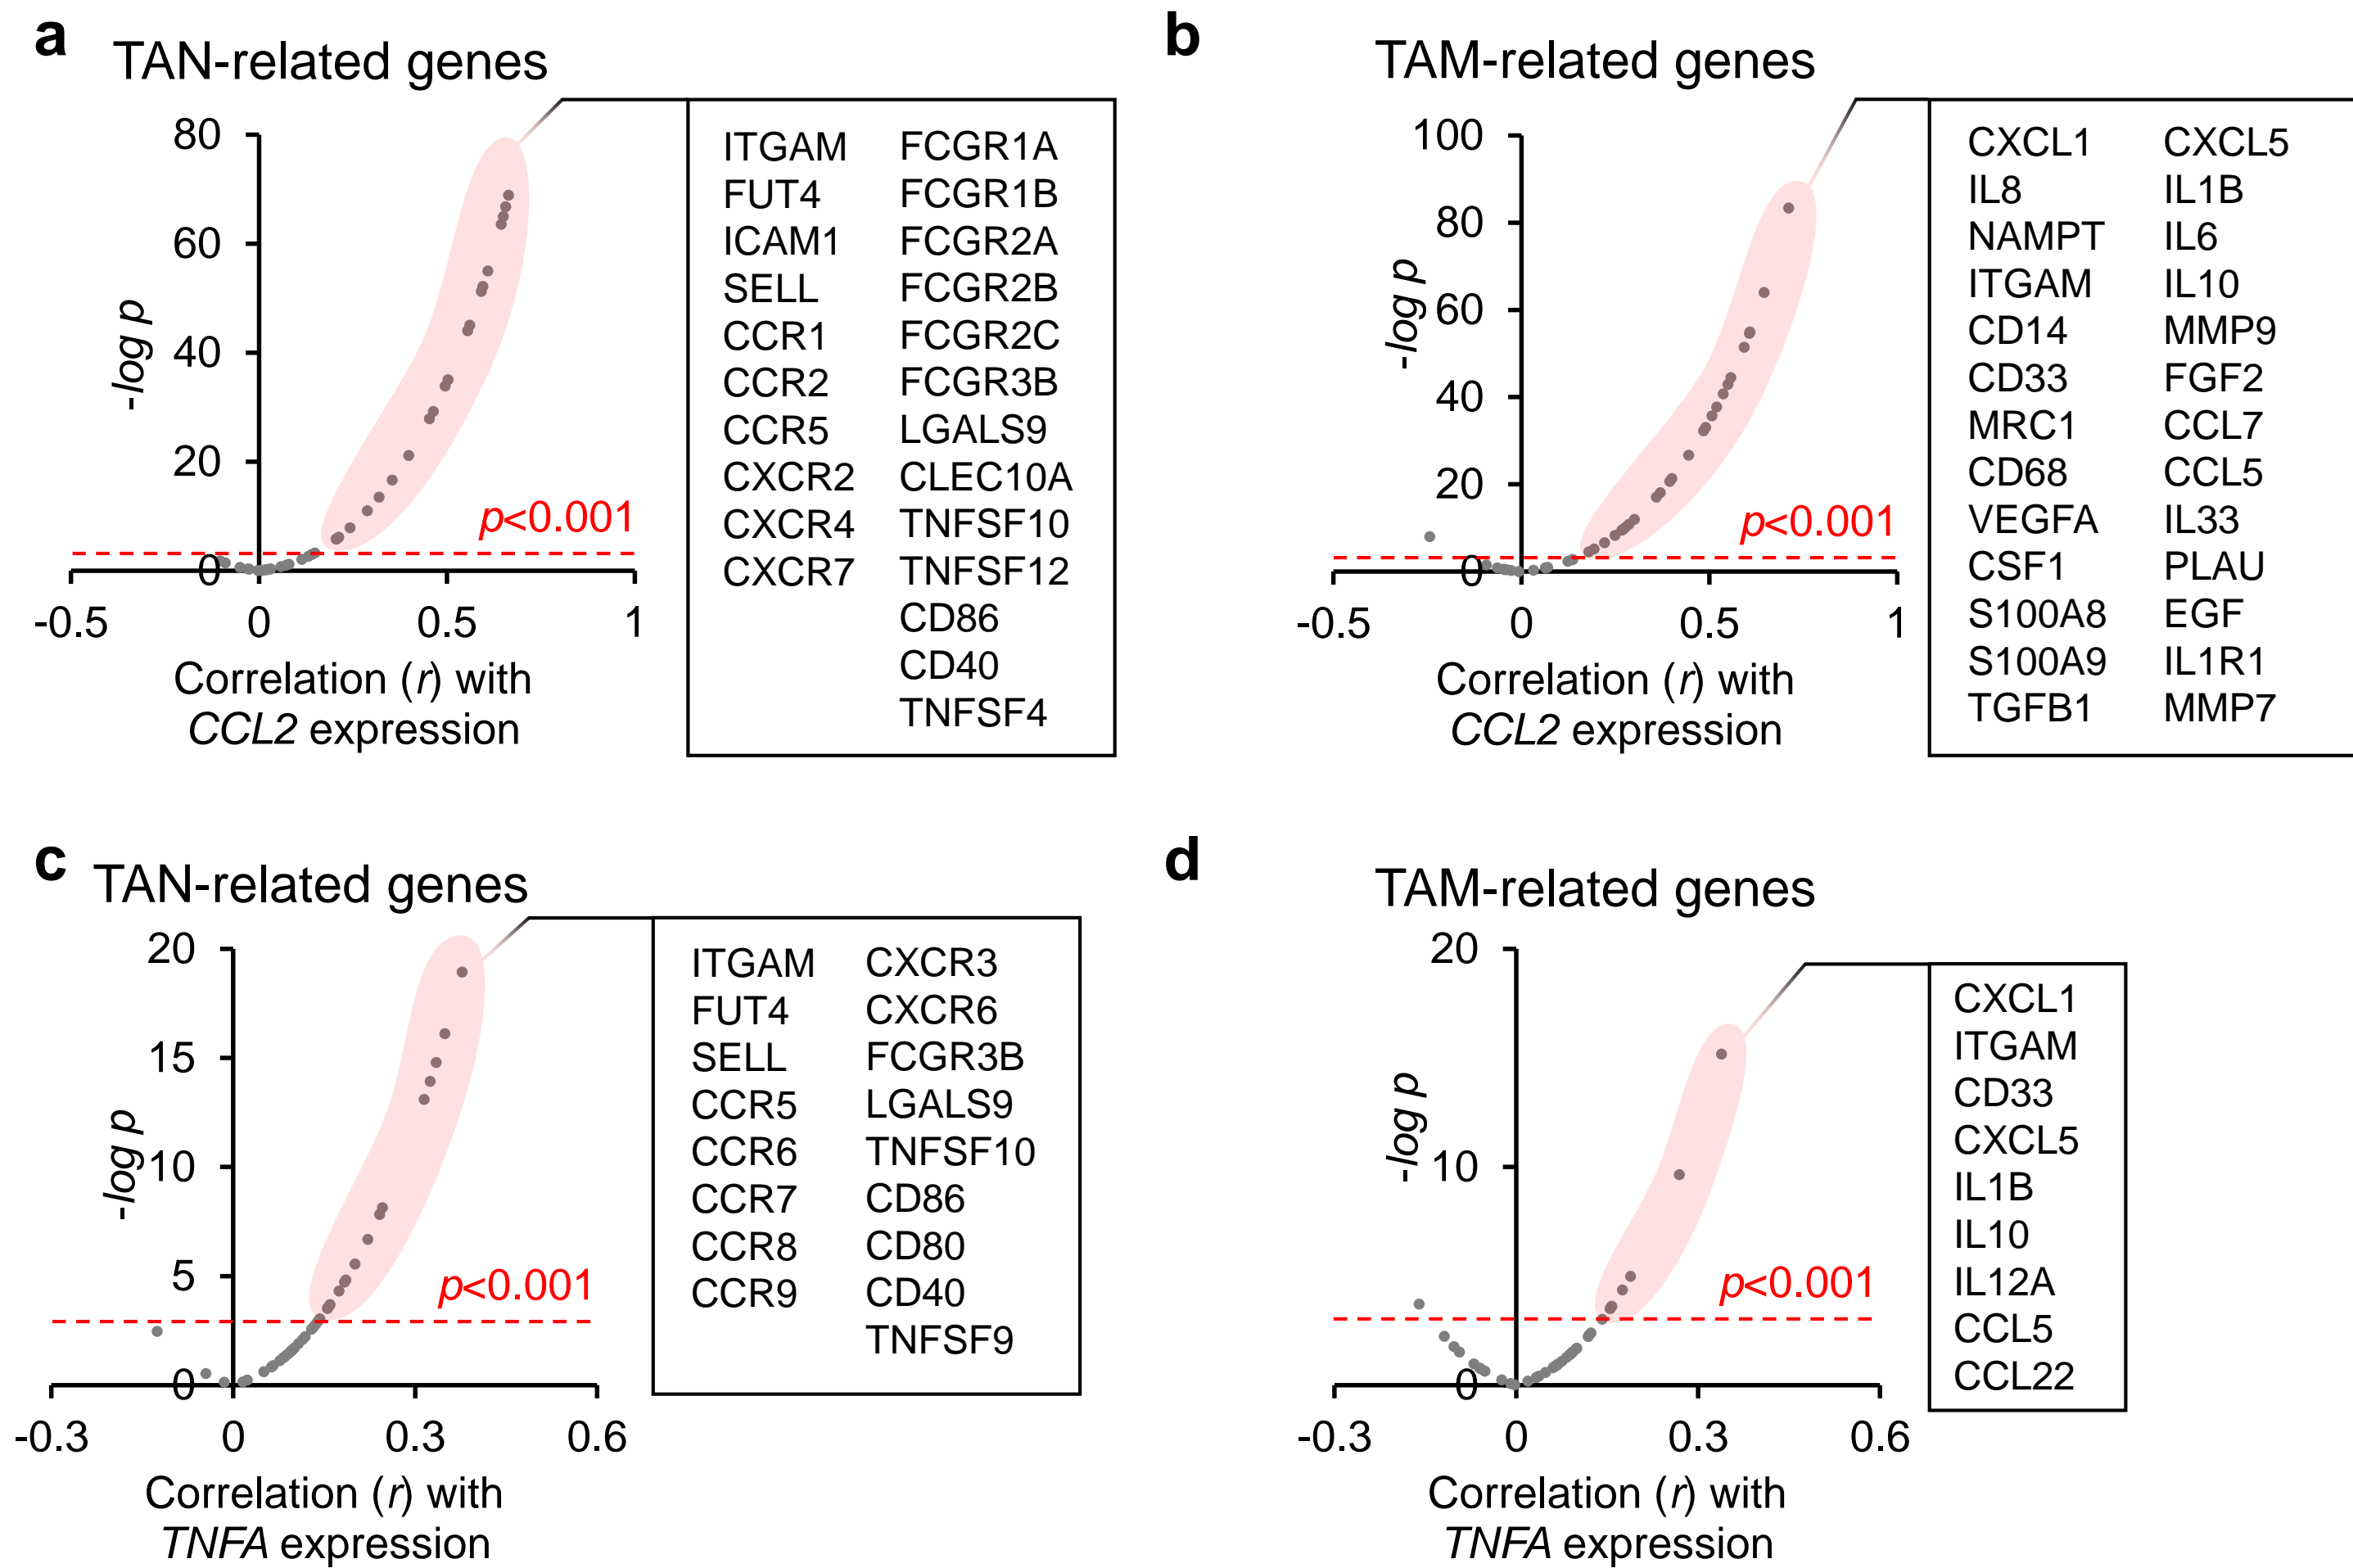 a
TAN-related genes
80
60
40
20
0
-log p
p<0.001
-0.5
0
0.5
1
Correlation (r) with
CCL2 expression
ITGAM
FUT4
ICAM1
SELL
CCR1
CCR2
CCR5
CXCR2
CXCR4
CXCR7
FCGR1A
FCGR1B
FCGR2A
FCGR2B
FCGR2C
FCGR3B
LGALS9
CLEC10A
TNFSF10
TNFSF12
CD86
CD40
TNFSF4
b
TAM-related genes
100
80
60
40
20
0
-log p
p<0.001
-0.5
0
0.5
1
Correlation (r) with
CCL2 expression
CXCL1
IL8
NAMPT
ITGAM
CD14
CD33
MRC1
CD68
VEGFA
CSF1
S100A8
S100A9
TGFB1
CXCL5
IL1B
IL6
IL10
MMP9
FGF2
CCL7
CCL5
IL33
PLAU
EGF
IL1R1
MMP7
c
TAN-related genes
20
15
10
5
0
-log p
p<0.001
-0.3
0
0.3
0.6
Correlation (r) with
TNFA expression
ITGAM
FUT4
SELL
CCR5
CCR6
CCR7
CCR8
CCR9
CXCR3
CXCR6
FCGR3B
LGALS9
TNFSF10
CD86
CD80
CD40
TNFSF9
d
TAM-related genes
20
10
0
-log p
p<0.001
-0.3
0
0.3
0.6
Correlation (r) with
TNFA expression
CXCL1
ITGAM
CD33
CXCL5
IL1B
IL10
IL12A
CCL5
CCL22